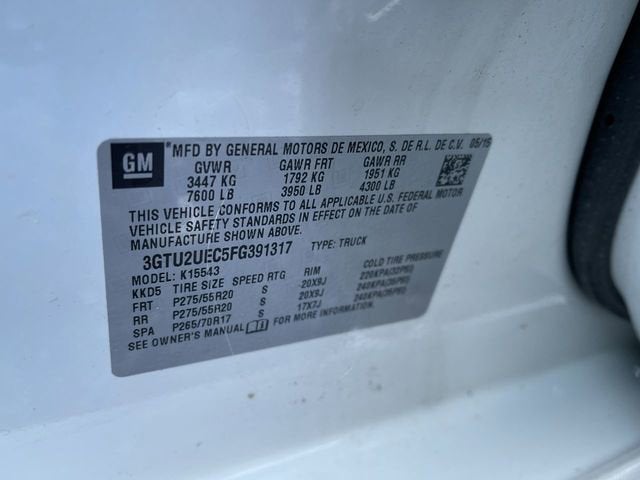 GM
MFD BY GENERAL MOTORS DE MEXICO, S. DE R.L. DE C.V. 05/15
GVWR GAWR FRT GAWR RR
3447 KG 1792 KG 1951 KG
7600 LB 3950 LB 4300 LB
THIS VEHICLE CONFORMS TO ALL APPLICABLE U.S. FEDERAL MOTOR
VEHICLE SAFETY STANDARDS IN EFFECT ON THE DATE OF
MANUFACTURE SHOWN ABOVE.
3GTU2UEC5FG391317 TYPE: TRUCK
MODEL: K15543
KKD5 TIRE SIZE SPEED RTG RIM COLD TIRE PRESSURE
FRT P275/55R20 S 20X9J
RR P275/55R20 S 20X9J
SPA P265/70R17 S 17X7J
SEE OWNER'S MANUAL FOR MORE INFORMATION.